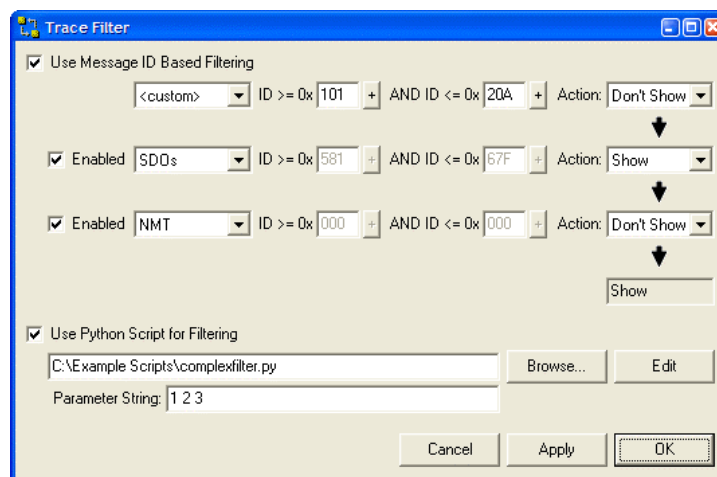 Trace Filter
Use Message ID Based Filtering
<custom> ID >= 0x 101 + AND ID <= 0x 20A + Action: Don't Show
Enabled SDOs ID >= 0x 581 + AND ID <= 0x 67F + Action: Show
Enabled NMT ID >= 0x 000 + AND ID <= 0x 000 + Action: Don't Show
Show
Use Python Script for Filtering
C:\Example Scripts\complexfilter.py Browse... Edit
Parameter String: 1 2 3
Cancel Apply OK